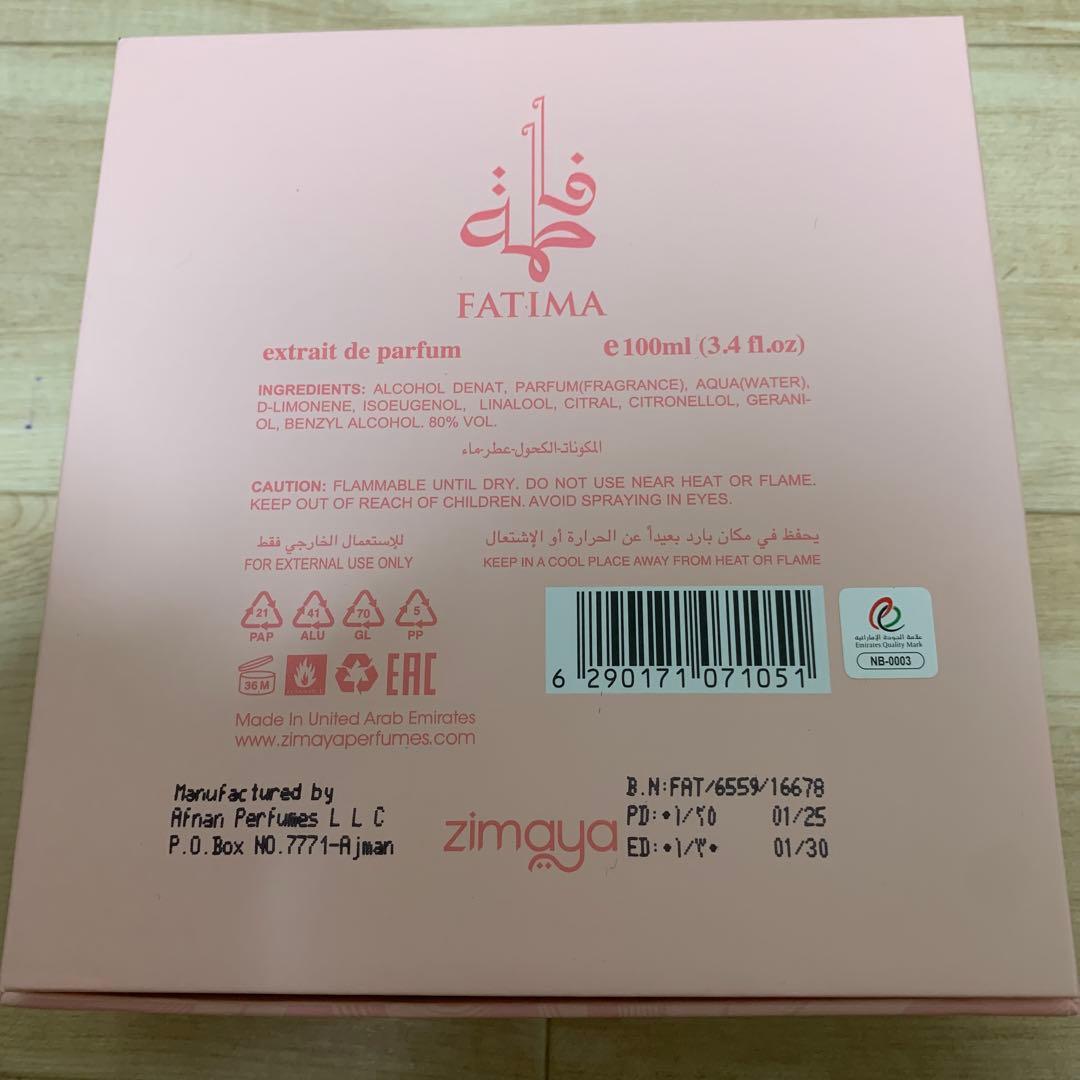 فاطمة
FATIMA
extrait de parfum
e 100ml (3.4 fl.oz)
INGREDIENTS: ALCOHOL DENAT, PARFUM(FRAGRANCE), AQUA(WATER),
D-LIMONENE, ISOEUGENOL, LINALOOL, CITRAL, CITRONELLOL, GERANI-
OL, BENZYL ALCOHOL. 80% VOL.
المكونات-الكحول-عطر-ماء
CAUTION: FLAMMABLE UNTIL DRY. DO NOT USE NEAR HEAT OR FLAME.
KEEP OUT OF REACH OF CHILDREN. AVOID SPRAYING IN EYES.
للإستعمال الخارجي فقط
FOR EXTERNAL USE ONLY
يحفظ في مكان بارد بعيداً عن الحرارة أو الإشتعال
KEEP IN A COOL PLACE AWAY FROM HEAT OR FLAME
21 41 70 5
PAP ALU GL PP
36 M
EAC
6 290171 071051
علامة الجودة الإماراتية
Emirates Quality Mark
NB-0003
Made In United Arab Emirates
www.zimayaperfumes.com
Manufactured by
Afnan Perfumes L L C
P.O.Box NO.7771-Ajman
zimaya
B.N:FAT/6559/16678
PD:٠١/٢٥ 01/25
ED:٠١/٣٠ 01/30